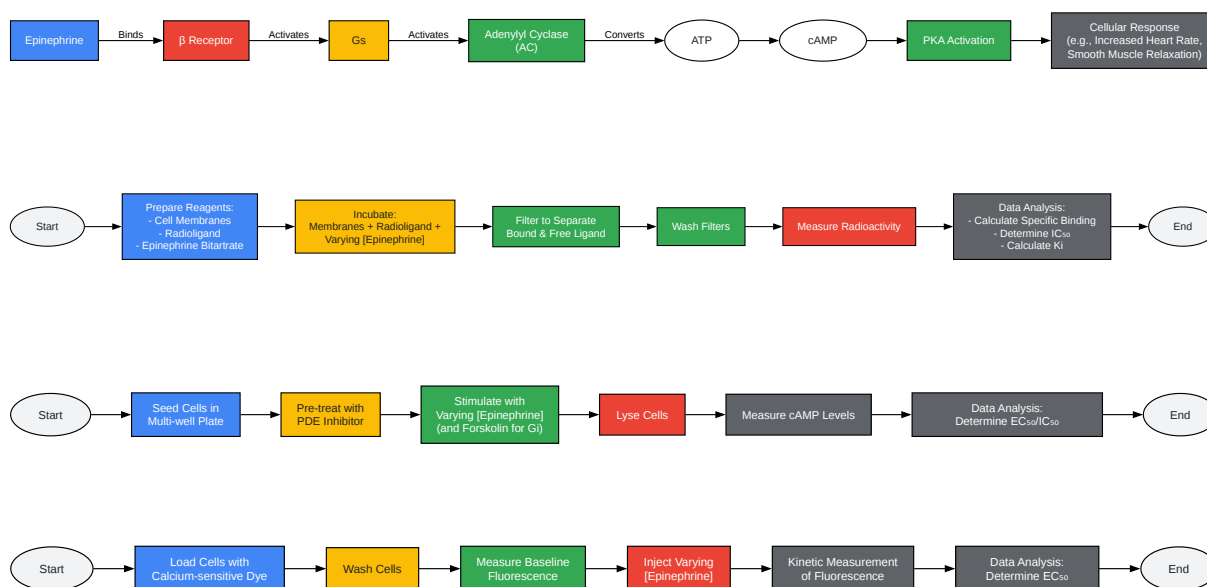 Epinephrine
Binds
β Receptor
Activates
Gs
Activates
Adenylyl Cyclase
(AC)
Converts
ATP
cAMP
PKA Activation
Cellular Response
(e.g., Increased Heart Rate,
Smooth Muscle Relaxation)
Start
Prepare Reagents:
- Cell Membranes
- Radioligand
- Epinephrine Bitartrate
Incubate:
Membranes + Radioligand +
Varying [Epinephrine]
Filter to Separate
Bound & Free Ligand
Wash Filters
Measure Radioactivity
Data Analysis:
- Calculate Specific Binding
- Determine IC₅₀
- Calculate Ki
End
Start
Seed Cells in
Multi-well Plate
Pre-treat with
PDE Inhibitor
Stimulate with
Varying [Epinephrine]
(and Forskolin for Gi)
Lyse Cells
Measure cAMP Levels
Data Analysis:
Determine EC₅₀/IC₅₀
End
Start
Load Cells with
Calcium-sensitive Dye
Wash Cells
Measure Baseline
Fluorescence
Inject Varying
[Epinephrine]
Kinetic Measurement
of Fluorescence
Data Analysis:
Determine EC₅₀
End